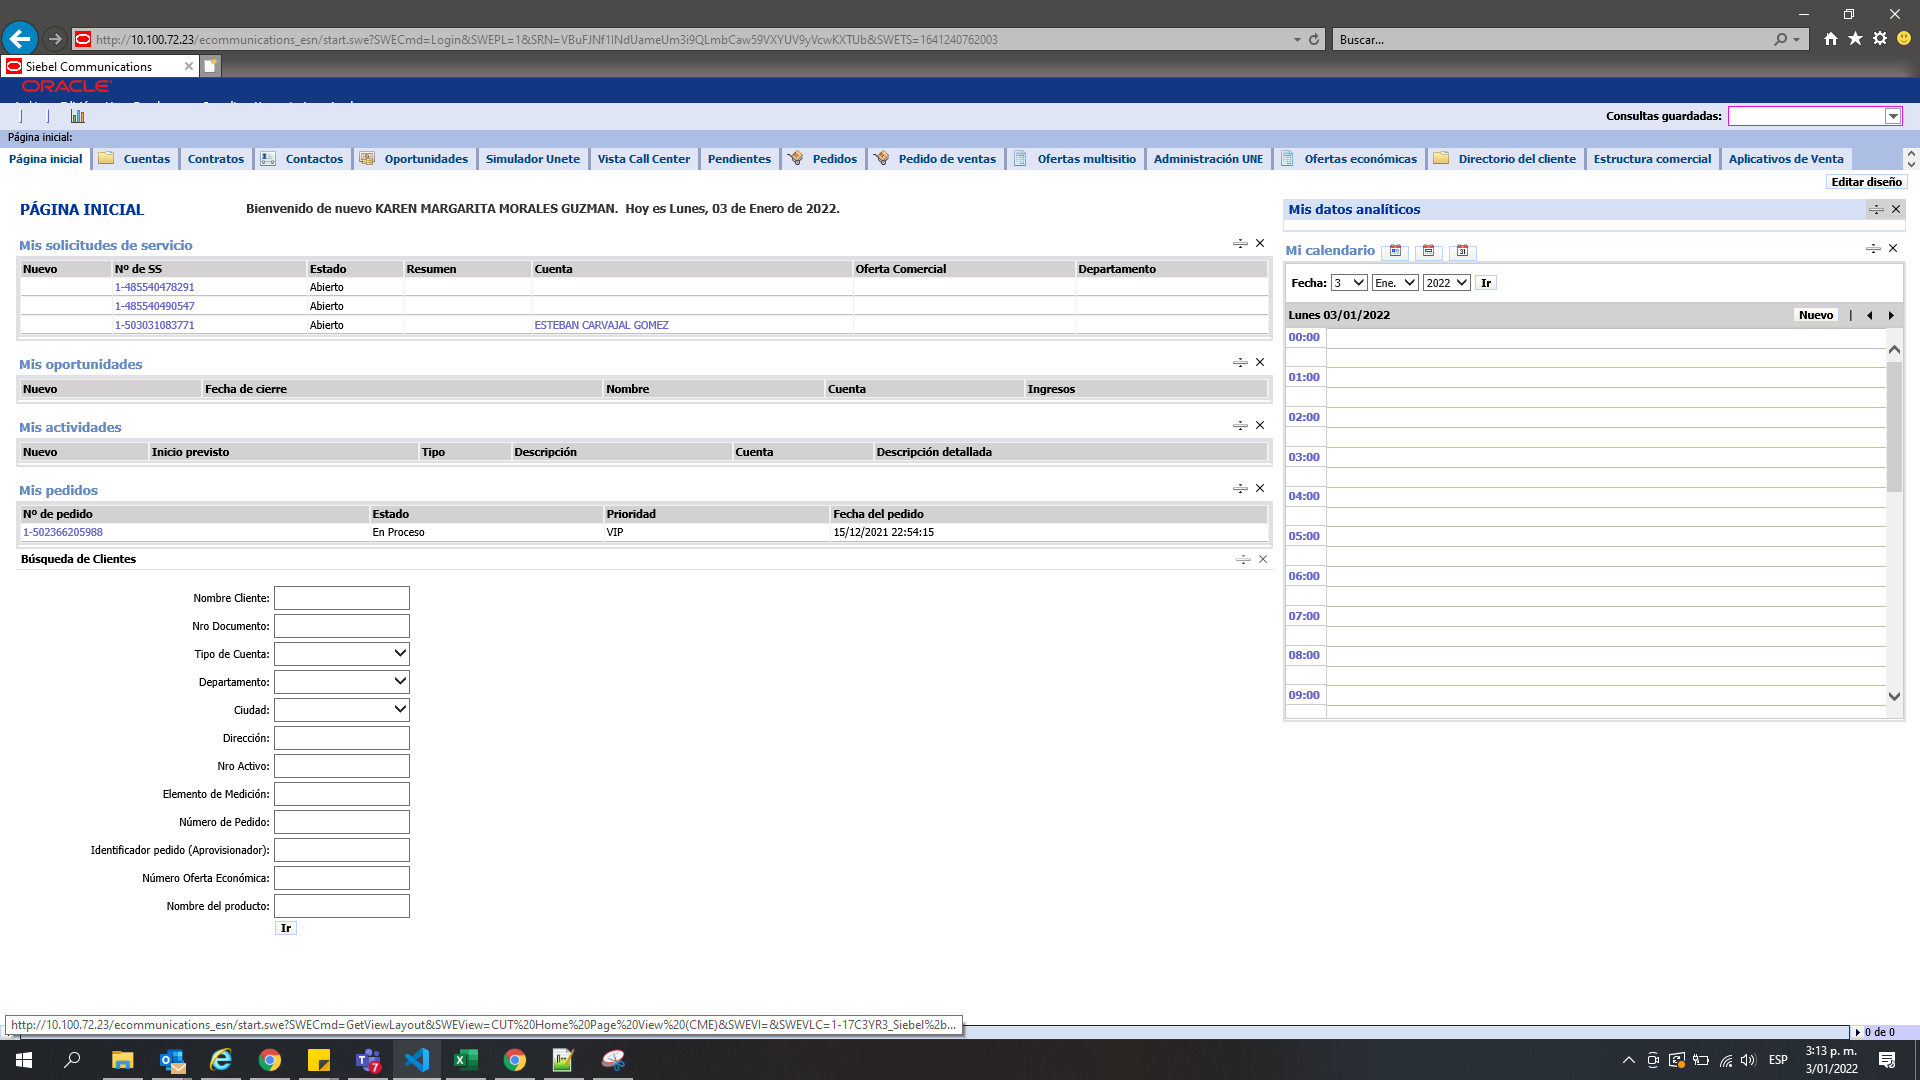 http://10.100.72.23/ecommunications_esn/start.swe?SWECmd=Login&SWEPL=1&SRN=VBuFJNf1lNdUameUm3i9QLmbCaw59VXYUV9yVcwKXTUb&SWETS=1641240762003
Buscar...
Siebel Communications
ORACLE
Consultas guardadas:
Página inicial:
Página inicial Cuentas Contratos Contactos Oportunidades Simulador Unete Vista Call Center Pendientes Pedidos Pedido de ventas Ofertas multisitio Administración UNE Ofertas económicas Directorio del cliente Estructura comercial Aplicativos de Venta
Editar diseño
PÁGINA INICIAL
Bienvenido de nuevo KAREN MARGARITA MORALES GUZMAN. Hoy es Lunes, 03 de Enero de 2022.
Mis solicitudes de servicio
Nuevo Nº de SS Estado Resumen Cuenta Oferta Comercial Departamento
1-485540478291 Abierto
1-485540490547 Abierto
1-503031083771 Abierto ESTEBAN CARVAJAL GOMEZ
Mis oportunidades
Nuevo Fecha de cierre Nombre Cuenta Ingresos
Mis actividades
Nuevo Inicio previsto Tipo Descripción Cuenta Descripción detallada
Mis pedidos
Nº de pedido Estado Prioridad Fecha del pedido
1-502366205988 En Proceso VIP 15/12/2021 22:54:15
Búsqueda de Clientes
Nombre Cliente:
Nro Documento:
Tipo de Cuenta:
Departamento:
Ciudad:
Dirección:
Nro Activo:
Elemento de Medición:
Número de Pedido:
Identificador pedido (Aprovisionador):
Número Oferta Económica:
Nombre del producto:
Ir
Mis datos analíticos
Mi calendario
31
Fecha: 3 Ene. 2022 Ir
Lunes 03/01/2022 Nuevo |
00:00
01:00
02:00
03:00
04:00
05:00
06:00
07:00
08:00
09:00
http://10.100.72.23/ecommunications_esn/start.swe?SWECmd=GetViewLayout&SWEView=CUT%20Home%20Page%20View%20(CME)&SWEVI=&SWEVLC=1-17C3YR3_Siebel%2b...
0 de 0
7
ESP
3:13 p. m.
3/01/2022